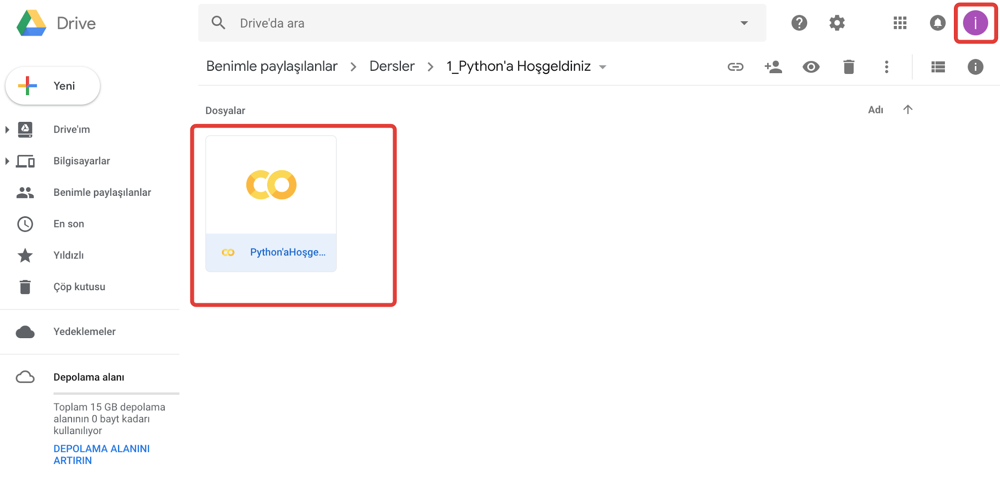 Drive
Drive'da ara
i
Benimle paylaşılanlar > Dersler > 1_Python'a Hoşgeldiniz
Yeni
Dosyalar
Adı
Drive'ım
Bilgisayarlar
Benimle paylaşılanlar
En son
Yıldızlı
Çöp kutusu
Python'aHoşge...
Yedeklemeler
Depolama alanı
Toplam 15 GB depolama
alanının 0 bayt kadarı
kullanılıyor
DEPOLAMA ALANINI
ARTIRIN